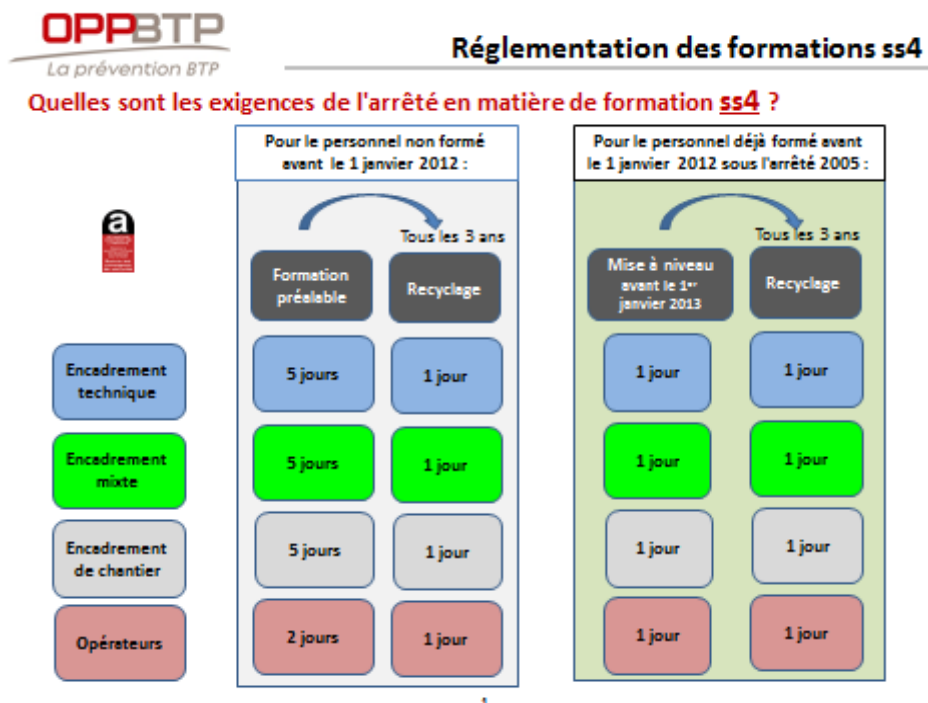 OPPBTP
La prévention BTP
Réglementation des formations ss4
Quelles sont les exigences de l'arrêté en matière de formation ss4 ?
Pour le personnel non formé
avant le 1 janvier 2012 :
Pour le personnel déjà formé avant
le 1 janvier 2012 sous l'arrêté 2005 :
a
Tous les 3 ans
Tous les 3 ans
Formation
préalable
Recyclage
Mise à niveau
avant le 1er
janvier 2013
Recyclage
Encadrement
technique
5 jours
1 jour
1 jour
1 jour
Encadrement
mixte
5 jours
1 jour
1 jour
1 jour
Encadrement
de chantier
5 jours
1 jour
1 jour
1 jour
Opérateurs
2 jours
1 jour
1 jour
1 jour